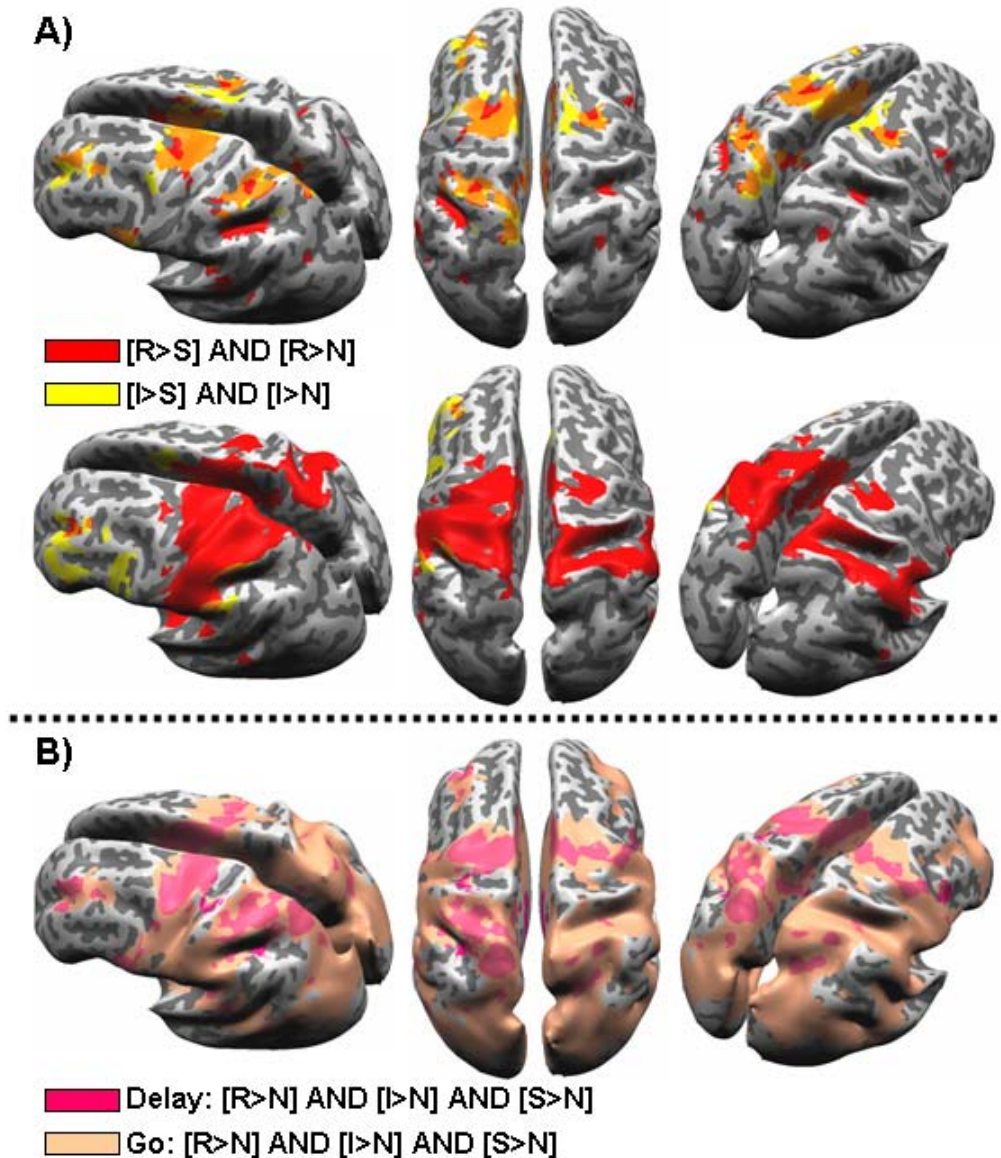 A)
[R>S] AND [R>N]
[I>S] AND [I>N]
B)
Delay: [R>N] AND [I>N] AND [S>N]
Go: [R>N] AND [I>N] AND [S>N]